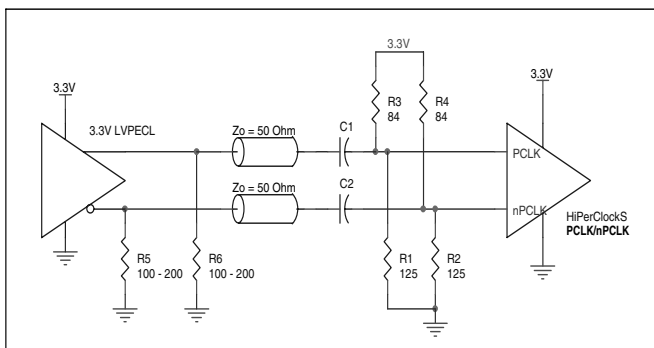 3.3V
3.3V
3.3V
R3
84
R4
84
3.3V LVPECL
Zo = 50 Ohm
C1
PCLK
Zo = 50 Ohm
C2
nPCLK
HiPerClockS
PCLK/nPCLK
R5
100 - 200
R6
100 - 200
R1
125
R2
125